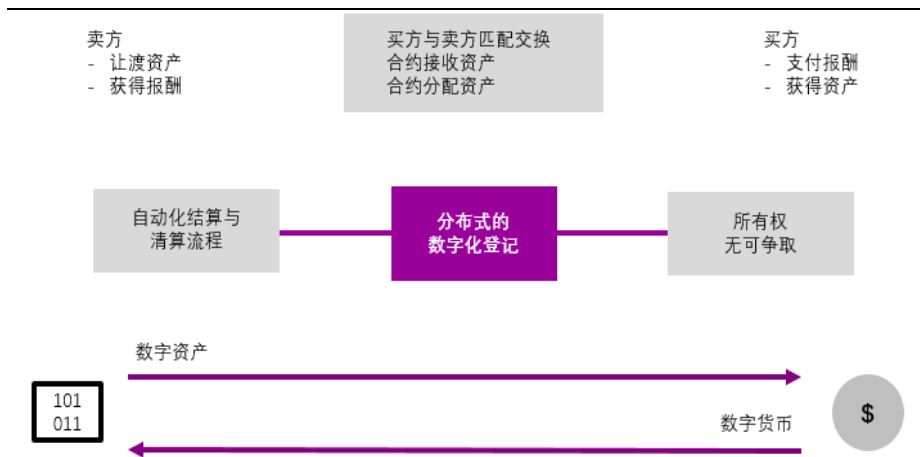 卖方
- 让渡资产
- 获得报酬
买方与卖方匹配交换
合约接收资产
合约分配资产
买方
- 支付报酬
- 获得资产
自动化结算与
清算流程
分布式的
数字化登记
所有权
无可争取
数字资产
101
011
数字货币
$